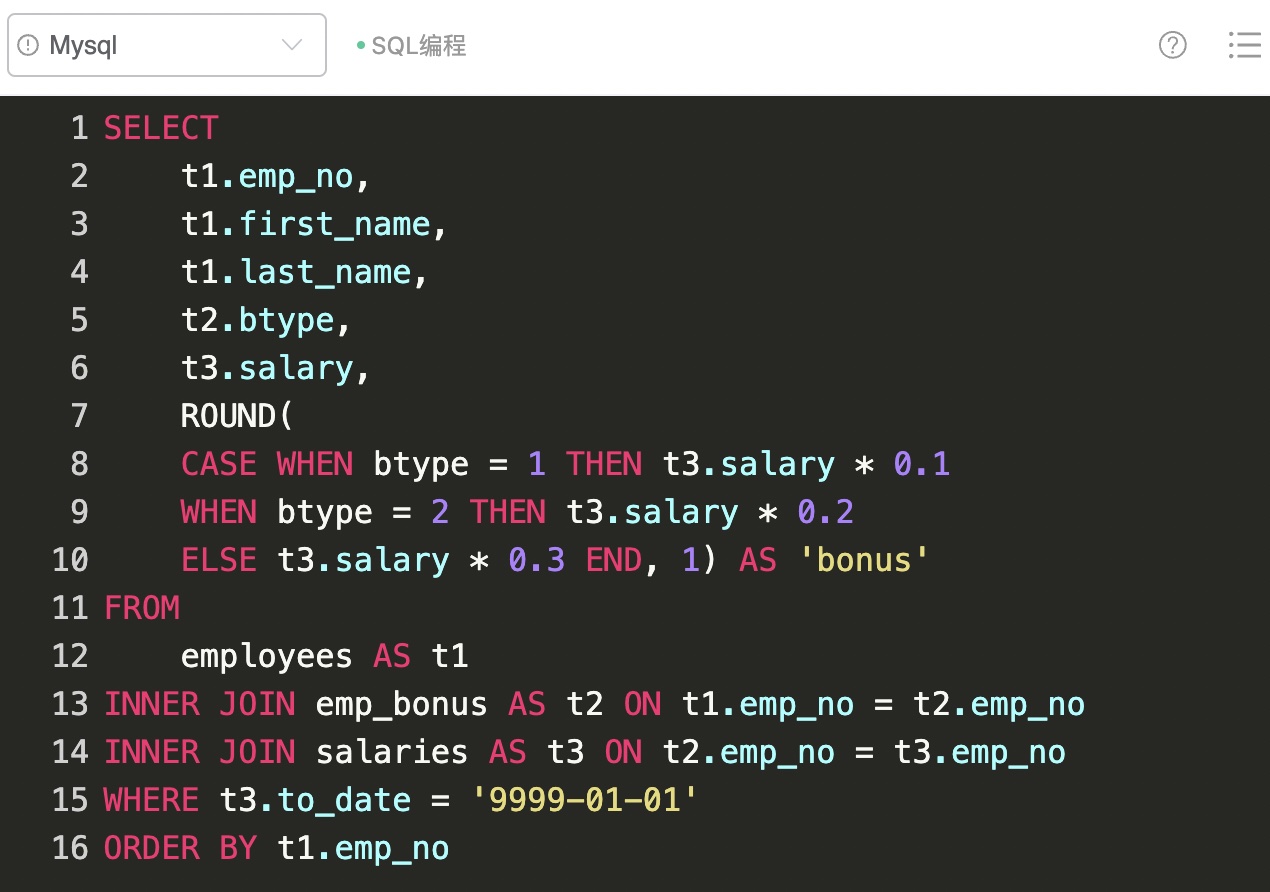 Mysql
SQL编程
1 SELECT
2     t1.emp_no,
3     t1.first_name,
4     t1.last_name,
5     t2.btype,
6     t3.salary,
7     ROUND(
8     CASE WHEN btype = 1 THEN t3.salary * 0.1
9     WHEN btype = 2 THEN t3.salary * 0.2
10     ELSE t3.salary * 0.3 END, 1) AS 'bonus'
11 FROM
12     employees AS t1
13 INNER JOIN emp_bonus AS t2 ON t1.emp_no = t2.emp_no
14 INNER JOIN salaries AS t3 ON t2.emp_no = t3.emp_no
15 WHERE t3.to_date = '9999-01-01'
16 ORDER BY t1.emp_no